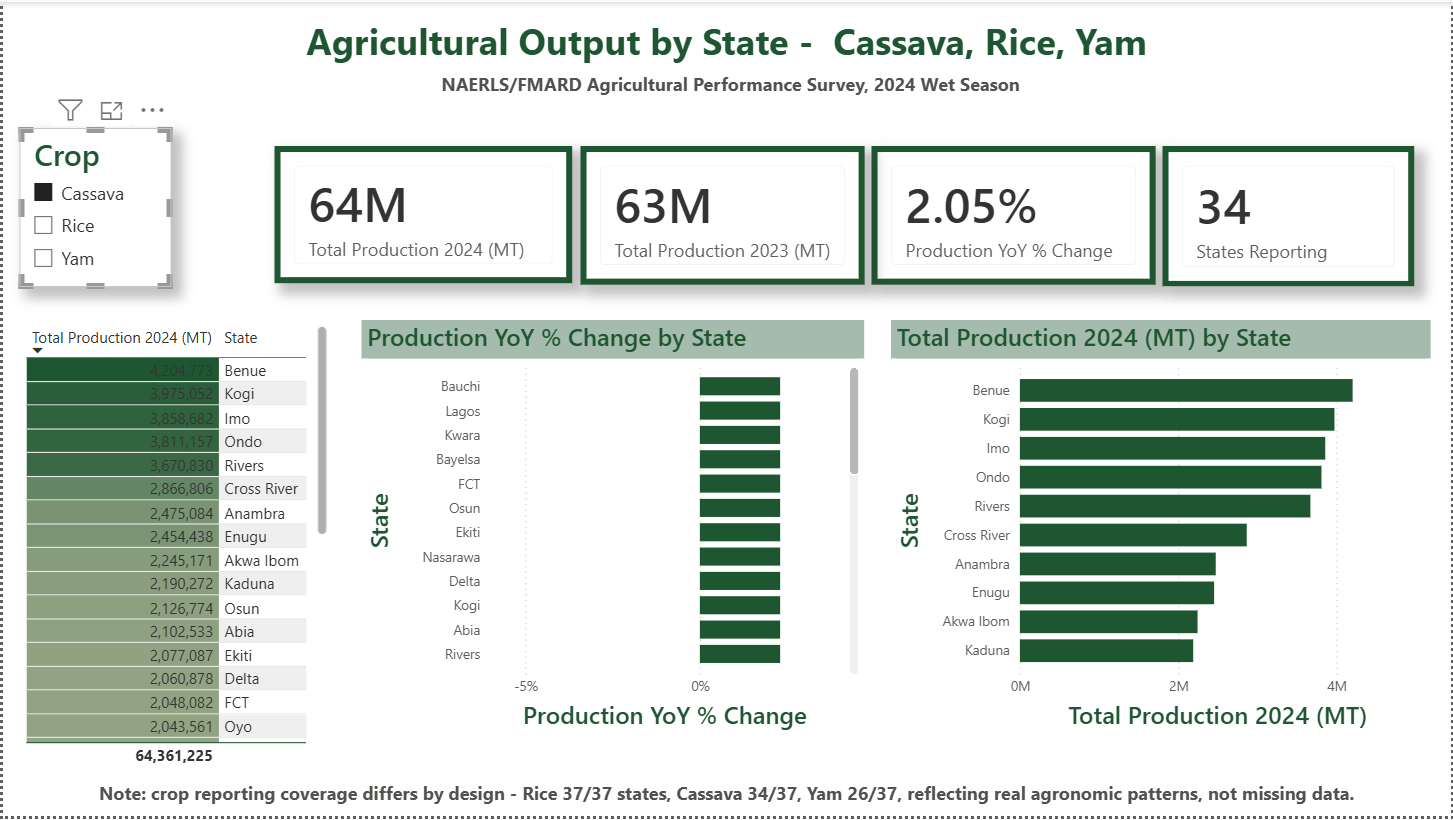 Agricultural Output by State -  Cassava, Rice, Yam
NAERLS/FMARD Agricultural Performance Survey, 2024 Wet Season
Crop
Cassava
Rice
Yam
64M
Total Production 2024 (MT)
63M
Total Production 2023 (MT)
2.05%
Production YoY % Change
34
States Reporting
Total Production 2024 (MT) State
4,204,773 Benue
3,975,052 Kogi
3,858,682 Imo
3,811,157 Ondo
3,670,830 Rivers
2,866,806 Cross River
2,475,084 Anambra
2,454,438 Enugu
2,245,171 Akwa Ibom
2,190,272 Kaduna
2,126,774 Osun
2,102,533 Abia
2,077,087 Ekiti
2,060,878 Delta
2,048,082 FCT
2,043,561 Oyo
64,361,225
Production YoY % Change by State
State
Bauchi
Lagos
Kwara
Bayelsa
FCT
Osun
Ekiti
Nasarawa
Delta
Kogi
Abia
Rivers
-5% 0%
Production YoY % Change
Total Production 2024 (MT) by State
State
Benue
Kogi
Imo
Ondo
Rivers
Cross River
Anambra
Enugu
Akwa Ibom
Kaduna
0M 2M 4M
Total Production 2024 (MT)
Note: crop reporting coverage differs by design - Rice 37/37 states, Cassava 34/37, Yam 26/37, reflecting real agronomic patterns, not missing data.